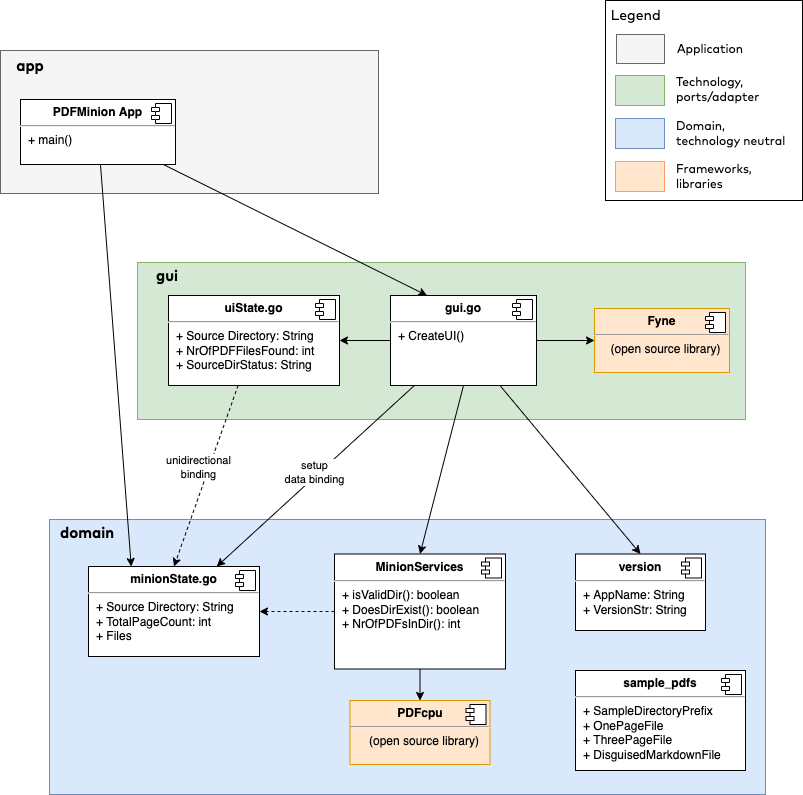 Legend
Application
Technology,
ports/adapter
Domain,
technology neutral
Frameworks,
libraries
app
PDFMinion App
+ main()
gui
uiState.go
+ Source Directory: String
+ NrOfPDFFilesFound: int
+ SourceDirStatus: String
gui.go
+ CreateUI()
Fyne
(open source library)
unidirectional
binding
setup
data binding
domain
minionState.go
+ Source Directory: String
+ TotalPageCount: int
+ Files
MinionServices
+ isValidDir(): boolean
+ DoesDirExist(): boolean
+ NrOfPDFsInDir(): int
version
+ AppName: String
+ VersionStr: String
PDFcpu
(open source library)
sample_pdfs
+ SampleDirectoryPrefix
+ OnePageFile
+ ThreePageFile
+ DisguisedMarkdownFile